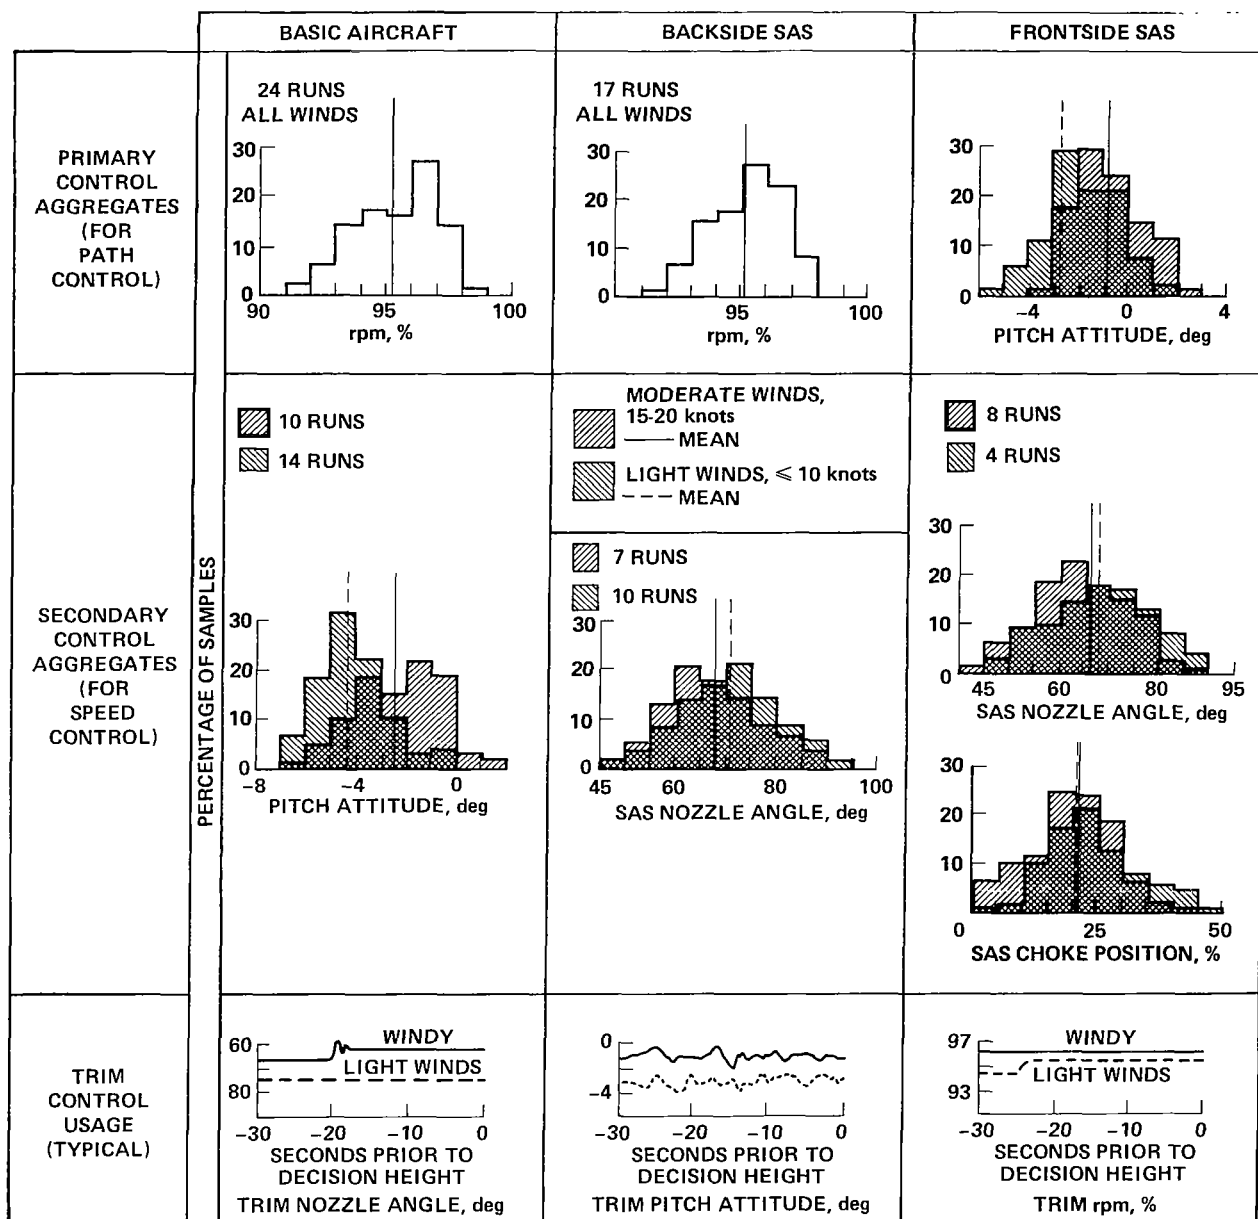 BASIC AIRCRAFT
BACKSIDE SAS
FRONTSIDE SAS
PRIMARY
CONTROL
AGGREGATES
(FOR
PATH
CONTROL)
24 RUNS
ALL WINDS
30
20
10
0
90
95
100
rpm, %
17 RUNS
ALL WINDS
30
20
10
0
95
100
rpm, %
30
20
10
0
-4
0
4
PITCH ATTITUDE, deg
PERCENTAGE OF SAMPLES
SECONDARY
CONTROL
AGGREGATES
(FOR
SPEED
CONTROL)
10 RUNS
14 RUNS
30
20
10
0
-8
-4
0
PITCH ATTITUDE, deg
MODERATE WINDS,
15-20 knots
MEAN
LIGHT WINDS, ⩽ 10 knots
MEAN
7 RUNS
10 RUNS
30
20
10
0
45
60
80
100
SAS NOZZLE ANGLE, deg
8 RUNS
4 RUNS
30
20
10
0
45
60
80
95
SAS NOZZLE ANGLE, deg
30
20
10
0
25
50
SAS CHOKE POSITION, %
TRIM
CONTROL
USAGE
(TYPICAL)
60
80
WINDY
LIGHT WINDS
-30
-20
-10
0
SECONDS PRIOR TO
DECISION HEIGHT
TRIM NOZZLE ANGLE, deg
0
-4
-30
-20
-10
0
SECONDS PRIOR TO
DECISION HEIGHT
TRIM PITCH ATTITUDE, deg
97
93
WINDY
LIGHT WINDS
-30
-20
-10
0
SECONDS PRIOR TO
DECISION HEIGHT
TRIM rpm, %